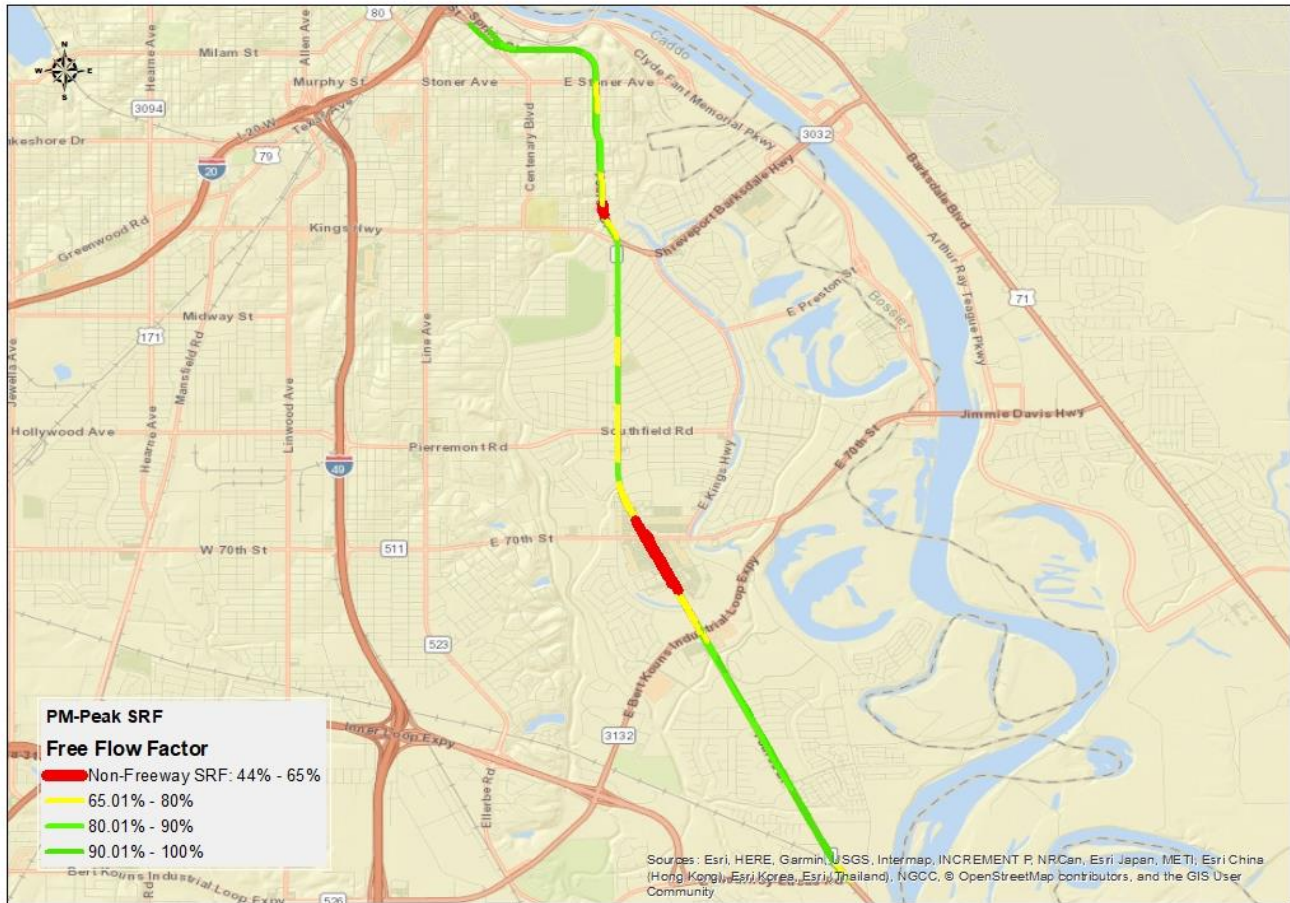 80
Milam St
Hearne Ave
Allen Ave
Caddo
N
W E
S
Murphy St
Stoner Ave
E Stoner Ave
Clyde Fant Memorial Pkwy
3094
Texas Ave
I-20 W
79
20
Centenary Blvd
3032
Barksdale Blvd
Greenwood Rd
Kings Hwy
Shreveport Barksdale Hwy
Arthur Ray Teague Pkwy
71
Midway St
171
Mansfield Rd
Line Ave
E Preston St
Bossier
Jewella Ave
Linwood Ave
Hollywood Ave
Hearne Ave
Pierremont Rd
Southfield Rd
Jimmie Davis Hwy
49
E Kings Hwy
E 70th St
W 70th St
511
E 70th St
523
E Bert Kouns Industrial Loop Expy
3132
Inner Loop Expy
Ellerbe Rd
PM-Peak SRF
Free Flow Factor
Non-Freeway SRF: 44% - 65%
65.01% - 80%
80.01% - 90%
90.01% - 100%
Bert Kouns Industrial Loop Expy
Rd
526
Sources: Esri, HERE, Garmin, USGS, Intermap, INCREMENT P, NRCan, Esri Japan, METI, Esri China
(Hong Kong), Esri Korea, Esri (Thailand), NGCC, © OpenStreetMap contributors, and the GIS User
Community